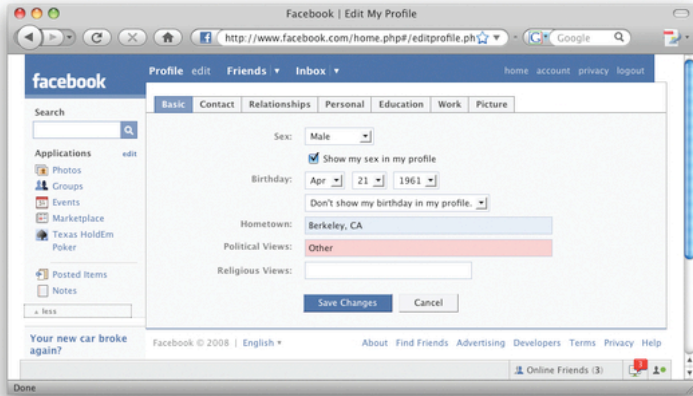 Facebook | Edit My Profile
http://www.facebook.com/home.php#/editprofile.ph
Google
facebook
Profile edit Friends Inbox home account privacy logout
Basic Contact Relationships Personal Education Work Picture
Search
Applications edit
Photos
Groups
Events
Marketplace
Texas HoldEm
Poker
Posted Items
Notes
less
Your new car broke
again?
Sex: Male
Show my sex in my profile
Birthday: Apr 21 1961
Don't show my birthday in my profile.
Hometown: Berkeley, CA
Political Views: Other
Religious Views:
Save Changes Cancel
Facebook © 2008 | English About Find Friends Advertising Developers Terms Privacy Help
Online Friends (3) 3
Done